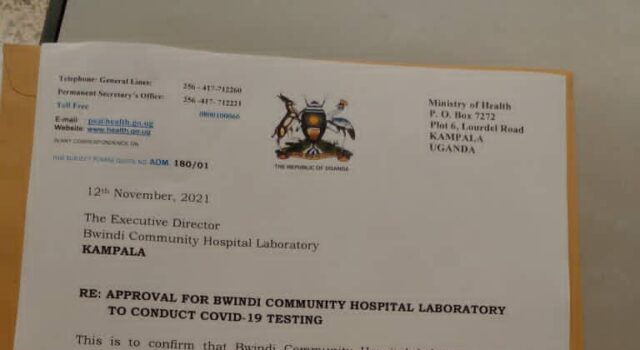 Telephone: General Lines: 256 - 417-712260
Permanent Secretary's Office: 256 -417- 712221
Toll Free 0800100066
E-mail ps@health.go.ug
Website: www.health.go.ug
IN ANY CORRESPONDENCE ON
THIS SUBJECT PLEASE QUOTE NO. ADM. 180/01
THE REPUBLIC OF UGANDA
Ministry of Health
P. O. Box 7272
Plot 6, Lourdel Road
KAMPALA
UGANDA
12th November, 2021
The Executive Director
Bwindi Community Hospital Laboratory
KAMPALA
RE: APPROVAL FOR BWINDI COMMUNITY HOSPITAL LABORATORY
TO CONDUCT COVID-19 TESTING
This is to confirm that Bwindi Community Hospital